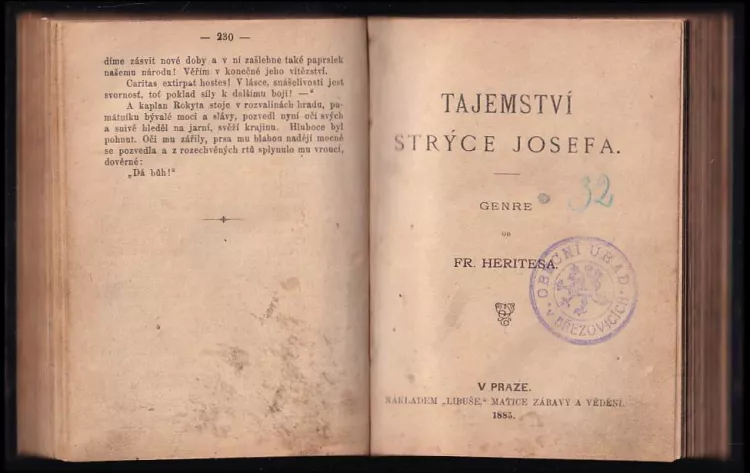 — 230 —
díme zásvit nové doby a v ní zašlehne také paprslek
našemu národu! Věřím v konečné jeho vítězství.
Caritas extirpat hostes! V lásce, snášelivosti jest
svornost, toť poklad síly k dalšímu boji! —"
A kaplan Rokyta stoje v rozvalinách hradu, pa-
mátníku bývalé moci a slávy, pozvedl nyní očí svých
a snivě hleděl na jarní, svěží krajinu. Hluboce byl
pohnut. Oči mu zářily, prsa mu blahou nadějí mocně
se pozvedla a z rozechvěných rtů splynulo mu vroucí,
dověrné:
„Dá bůh!"
TAJEMSTVÍ
STRÝCE JOSEFA.
GENRE
32
OD
FR. HERITESA.
OBECNÍ ÚŘAD
V BŘEZOVICÍCH
V PRAZE.
NÁKLADEM „LIBUŠE," MATICE ZÁBAVY A VĚDĚNÍ.
1885.